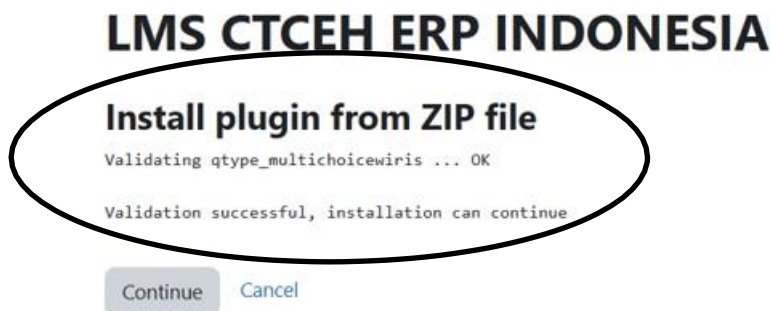 LMS CTCEH ERP INDONESIA
Install plugin from ZIP file
Validating qtype_multichoicewiris ... OK
Validation successful, installation can continue
Continue Cancel